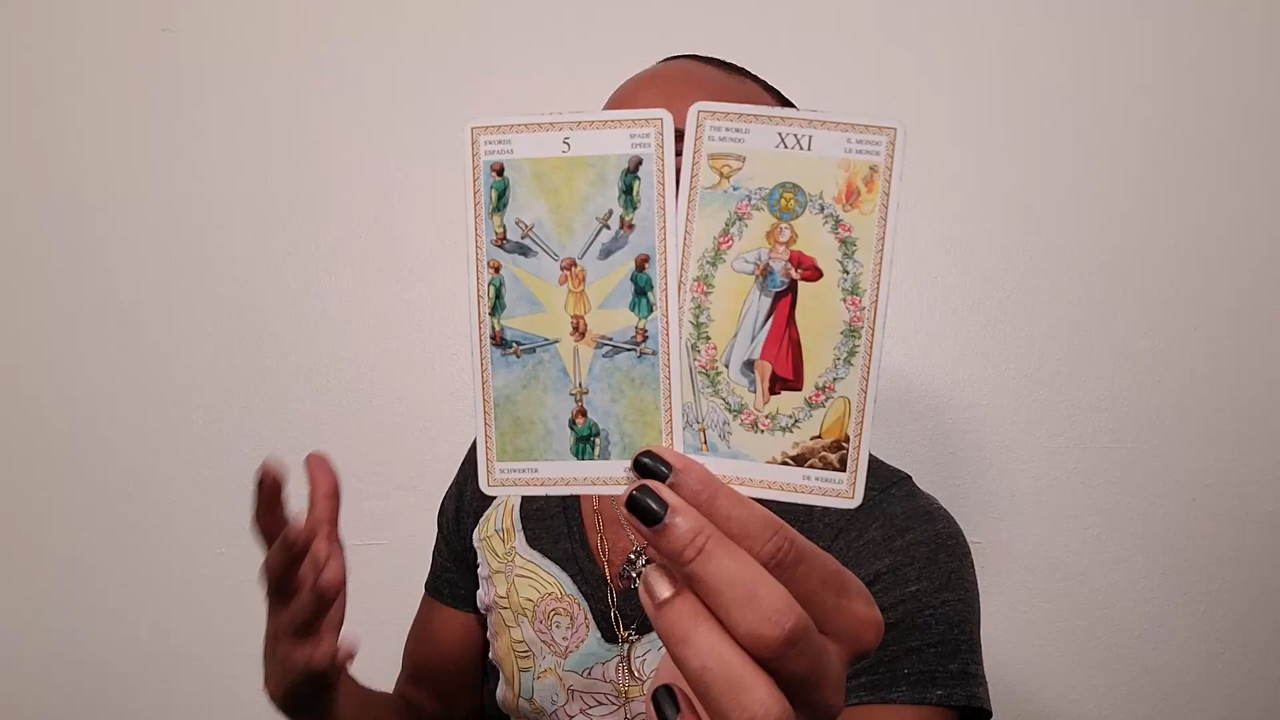 SWORDS
ESPADAS
5
SPADE
ÉPÉES
SCHWERTER
THE WORLD
EL MUNDO
XXI
IL MONDO
LE MONDE
DE WERELD